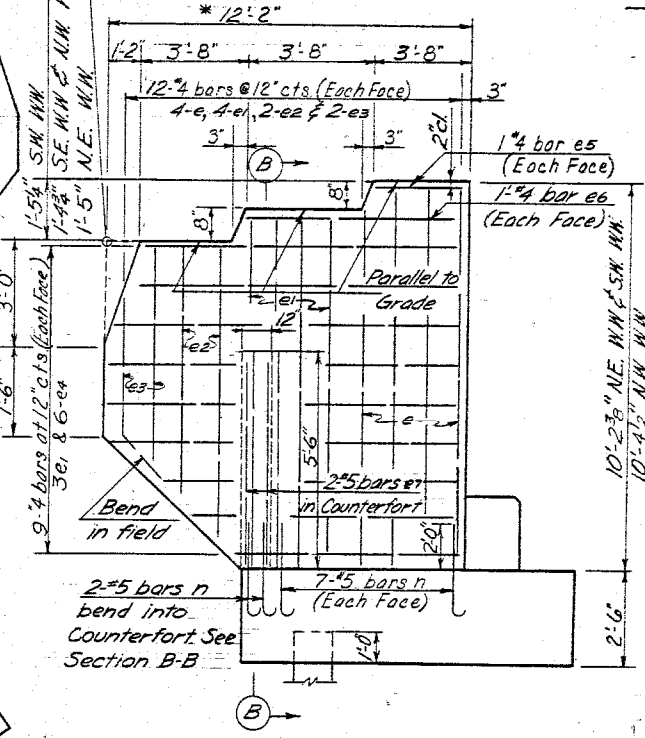 * 12'-2"
1'-2" 3'-8" 3'-8" 3'-8"
12-#4 bars @ 12" cts. (Each Face)
4-e, 4-e1, 2-e2 & 2-e3
3"
3"
3"
B
2"cl.
1'-5¼" S.W. W.W.
1'-4¾" S.E. W.W. & N.W. W.W.
1'-5" N.E. W.W.
8"
8"
1 #4 bar e5
(Each Face)
1-#4 bar e6
(Each Face)
Parallel to
Grade
e1
12"
e2
e3
e
3'-0"
1'-6"
9 #4 bars at 12" cts. (Each Face)
3e1 & 6-e4
5'-6"
10'-2⅜" N.E. W.W. & S.W. W.W.
10'-4½" N.W. W.W.
2-#5 bars e7
in Counterfort
Bend
in field
2'-0"
2-#5 bars n
bend into
Counterfort. See
Section B-B
7-#5 bars n
(Each Face)
1'-0"
2'-6"
B